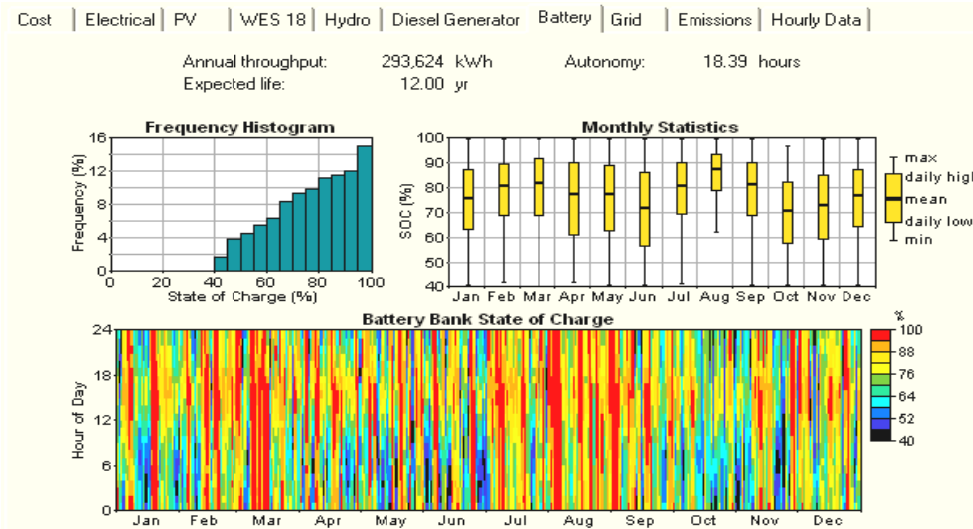 Cost Electrical PV WES 18 Hydro Diesel Generator Battery Grid Emissions Hourly Data
Annual throughput: 293,624 kWh Autonomy: 18.39 hours
Expected life: 12.00 yr
Frequency Histogram
Frequency (%)
16
12
8
4
0
0 20 40 60 80 100
State of Charge (%)
Monthly Statistics
SOC (%)
100
90
80
70
60
50
40
Jan Feb Mar Apr May Jun Jul Aug Sep Oct Nov Dec
max
daily high
mean
daily low
min
Battery Bank State of Charge
Hour of Day
24
18
12
6
0
Jan Feb Mar Apr May Jun Jul Aug Sep Oct Nov Dec
%
100
88
76
64
52
40